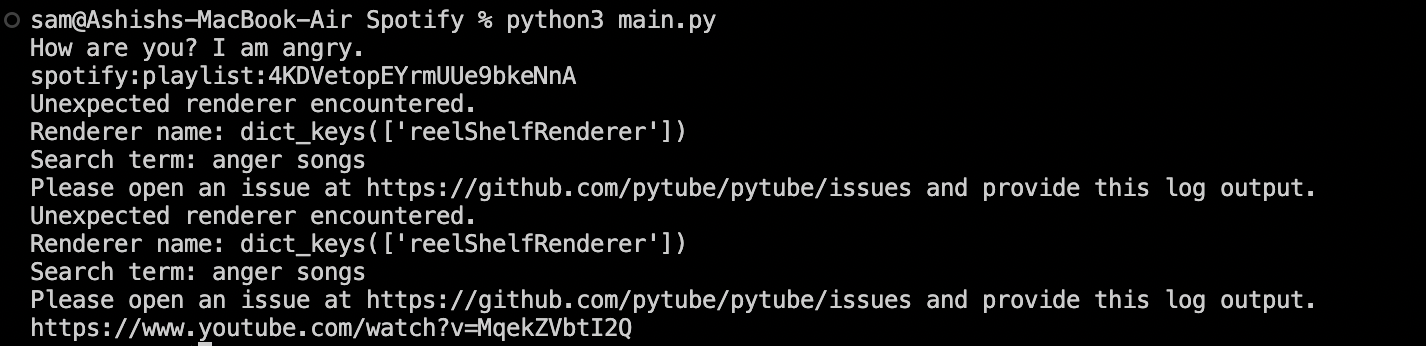 sam@Ashishs-MacBook-Air Spotify % python3 main.py
How are you? I am angry.
spotify:playlist:4KDVetopEYrmUUe9bkeNnA
Unexpected renderer encountered.
Renderer name: dict_keys(['reelShelfRenderer'])
Search term: anger songs
Please open an issue at https://github.com/pytube/pytube/issues and provide this log output.
Unexpected renderer encountered.
Renderer name: dict_keys(['reelShelfRenderer'])
Search term: anger songs
Please open an issue at https://github.com/pytube/pytube/issues and provide this log output.
https://www.youtube.com/watch?v=MqekZVbtI2Q